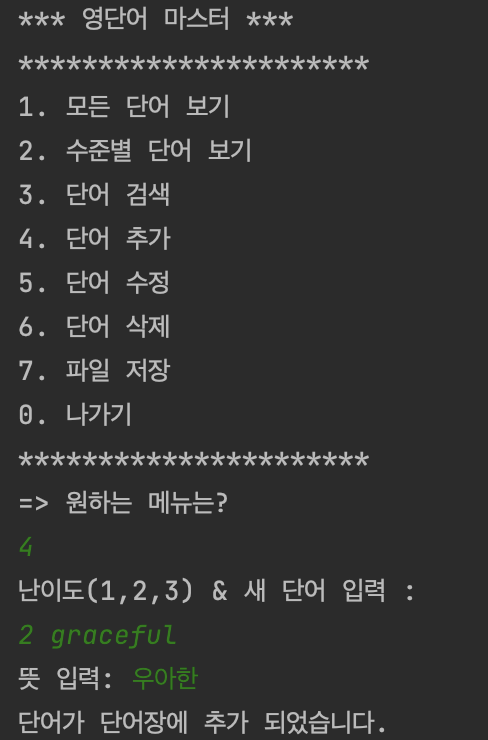 *** 영단어 마스터 ***
**********************
1. 모든 단어 보기
2. 수준별 단어 보기
3. 단어 검색
4. 단어 추가
5. 단어 수정
6. 단어 삭제
7. 파일 저장
0. 나가기
**********************
=> 원하는 메뉴는?
4
난이도(1,2,3) & 새 단어 입력 :
2 graceful
뜻 입력: 우아한
단어가 단어장에 추가 되었습니다.